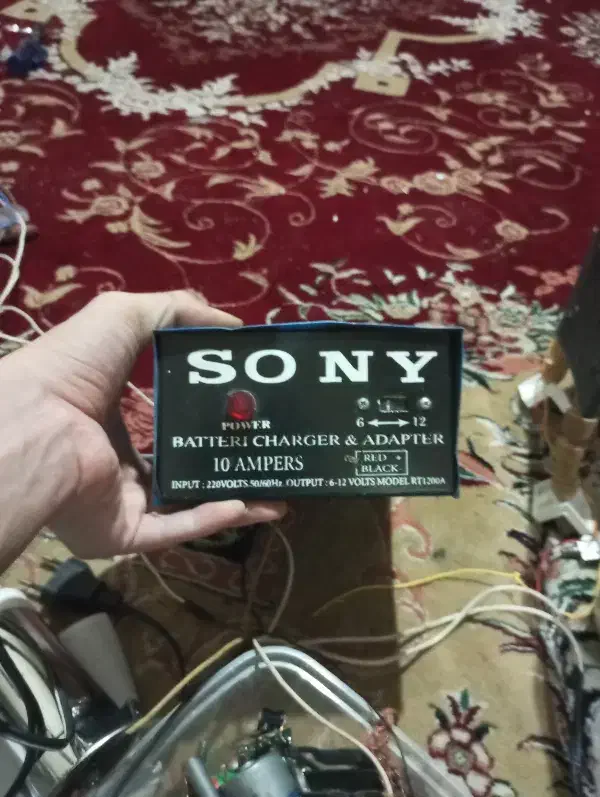 SONY
POWER
6 ↔ 12
BATTERI CHARGER & ADAPTER
10 AMPERS
RED +
BLACK -
INPUT : 220VOLTS.50/60Hz. OUTPUT : 6-12 VOLTS MODEL RT1200A